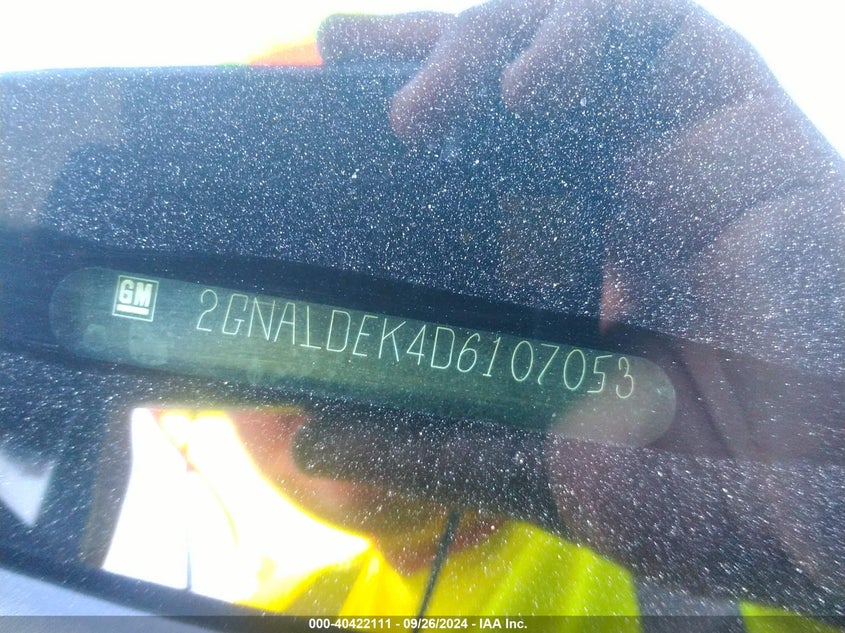 GM 2GNALDEK4D6107053
000-40422111 - 09/26/2024 - IAA Inc.